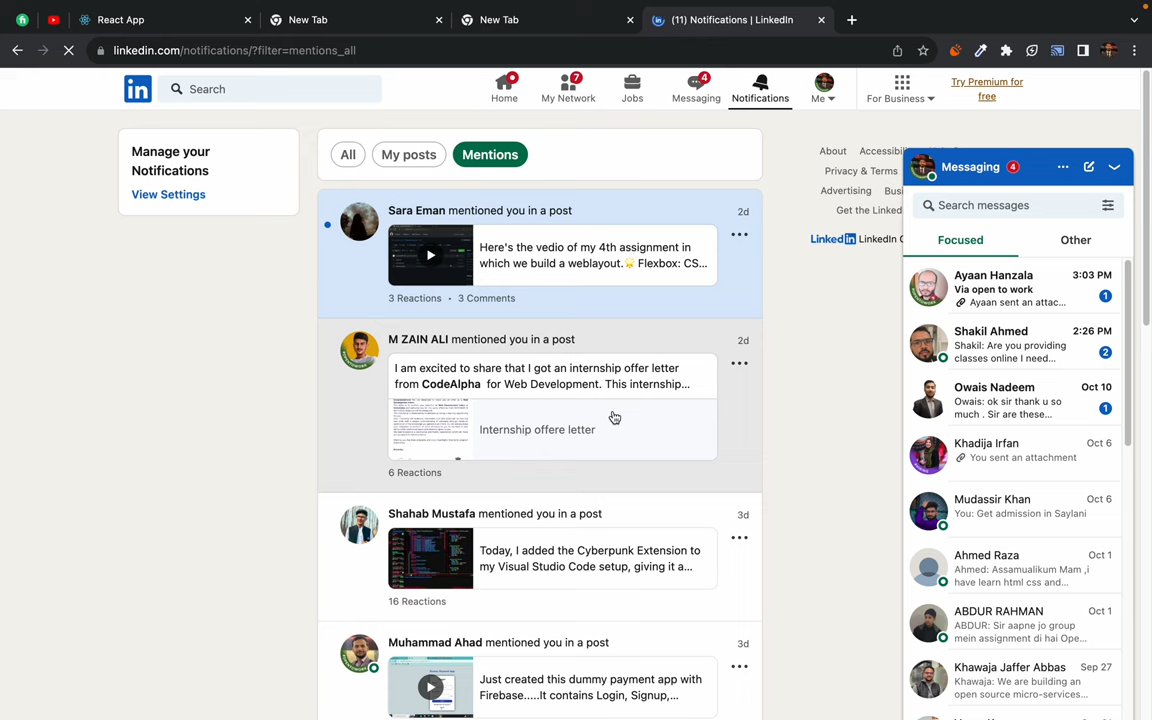 React App
New Tab
New Tab
(11) Notifications | LinkedIn
linkedin.com/notifications/?filter=mentions_all
in
Search
Home
7
My Network
Jobs
4
Messaging
Notifications
Me
For Business
Try Premium for
free
Manage your
Notifications
View Settings
All
My posts
Mentions
Sara Eman mentioned you in a post
2d
Here's the vedio of my 4th assignment in
which we build a weblayout.🌟 Flexbox: CS...
3 Reactions • 3 Comments
M ZAIN ALI mentioned you in a post
2d
I am excited to share that I got an internship offer letter
from CodeAlpha for Web Development. This internship...
Internship offere letter
6 Reactions
Shahab Mustafa mentioned you in a post
3d
Today, I added the Cyberpunk Extension to
my Visual Studio Code setup, giving it a...
16 Reactions
Muhammad Ahad mentioned you in a post
3d
Just created this dummy payment app with
Firebase.....It contains Login, Signup,...
About
Privacy & Terms
Advertising
Get the Linked
LinkedIn LinkedIn C
Messaging 4
Search messages
Focused
Other
Ayaan Hanzala
3:03 PM
Via open to work
Ayaan sent an attac...
1
Shakil Ahmed
2:26 PM
Shakil: Are you providing
classes online I need...
2
Owais Nadeem
Oct 10
Owais: ok sir thank u so
much . Sir are these...
1
Khadija Irfan
Oct 6
You sent an attachment
Mudassir Khan
Oct 6
You: Get admission in Saylani
Ahmed Raza
Oct 1
Ahmed: Assamualikum Mam ,i
have learn html css and...
ABDUR RAHMAN
Oct 1
ABDUR: Sir aapne jo group
mein assignment di hai Ope...
Khawaja Jaffer Abbas
Sep 27
Khawaja: We are building an
open source micro-services...